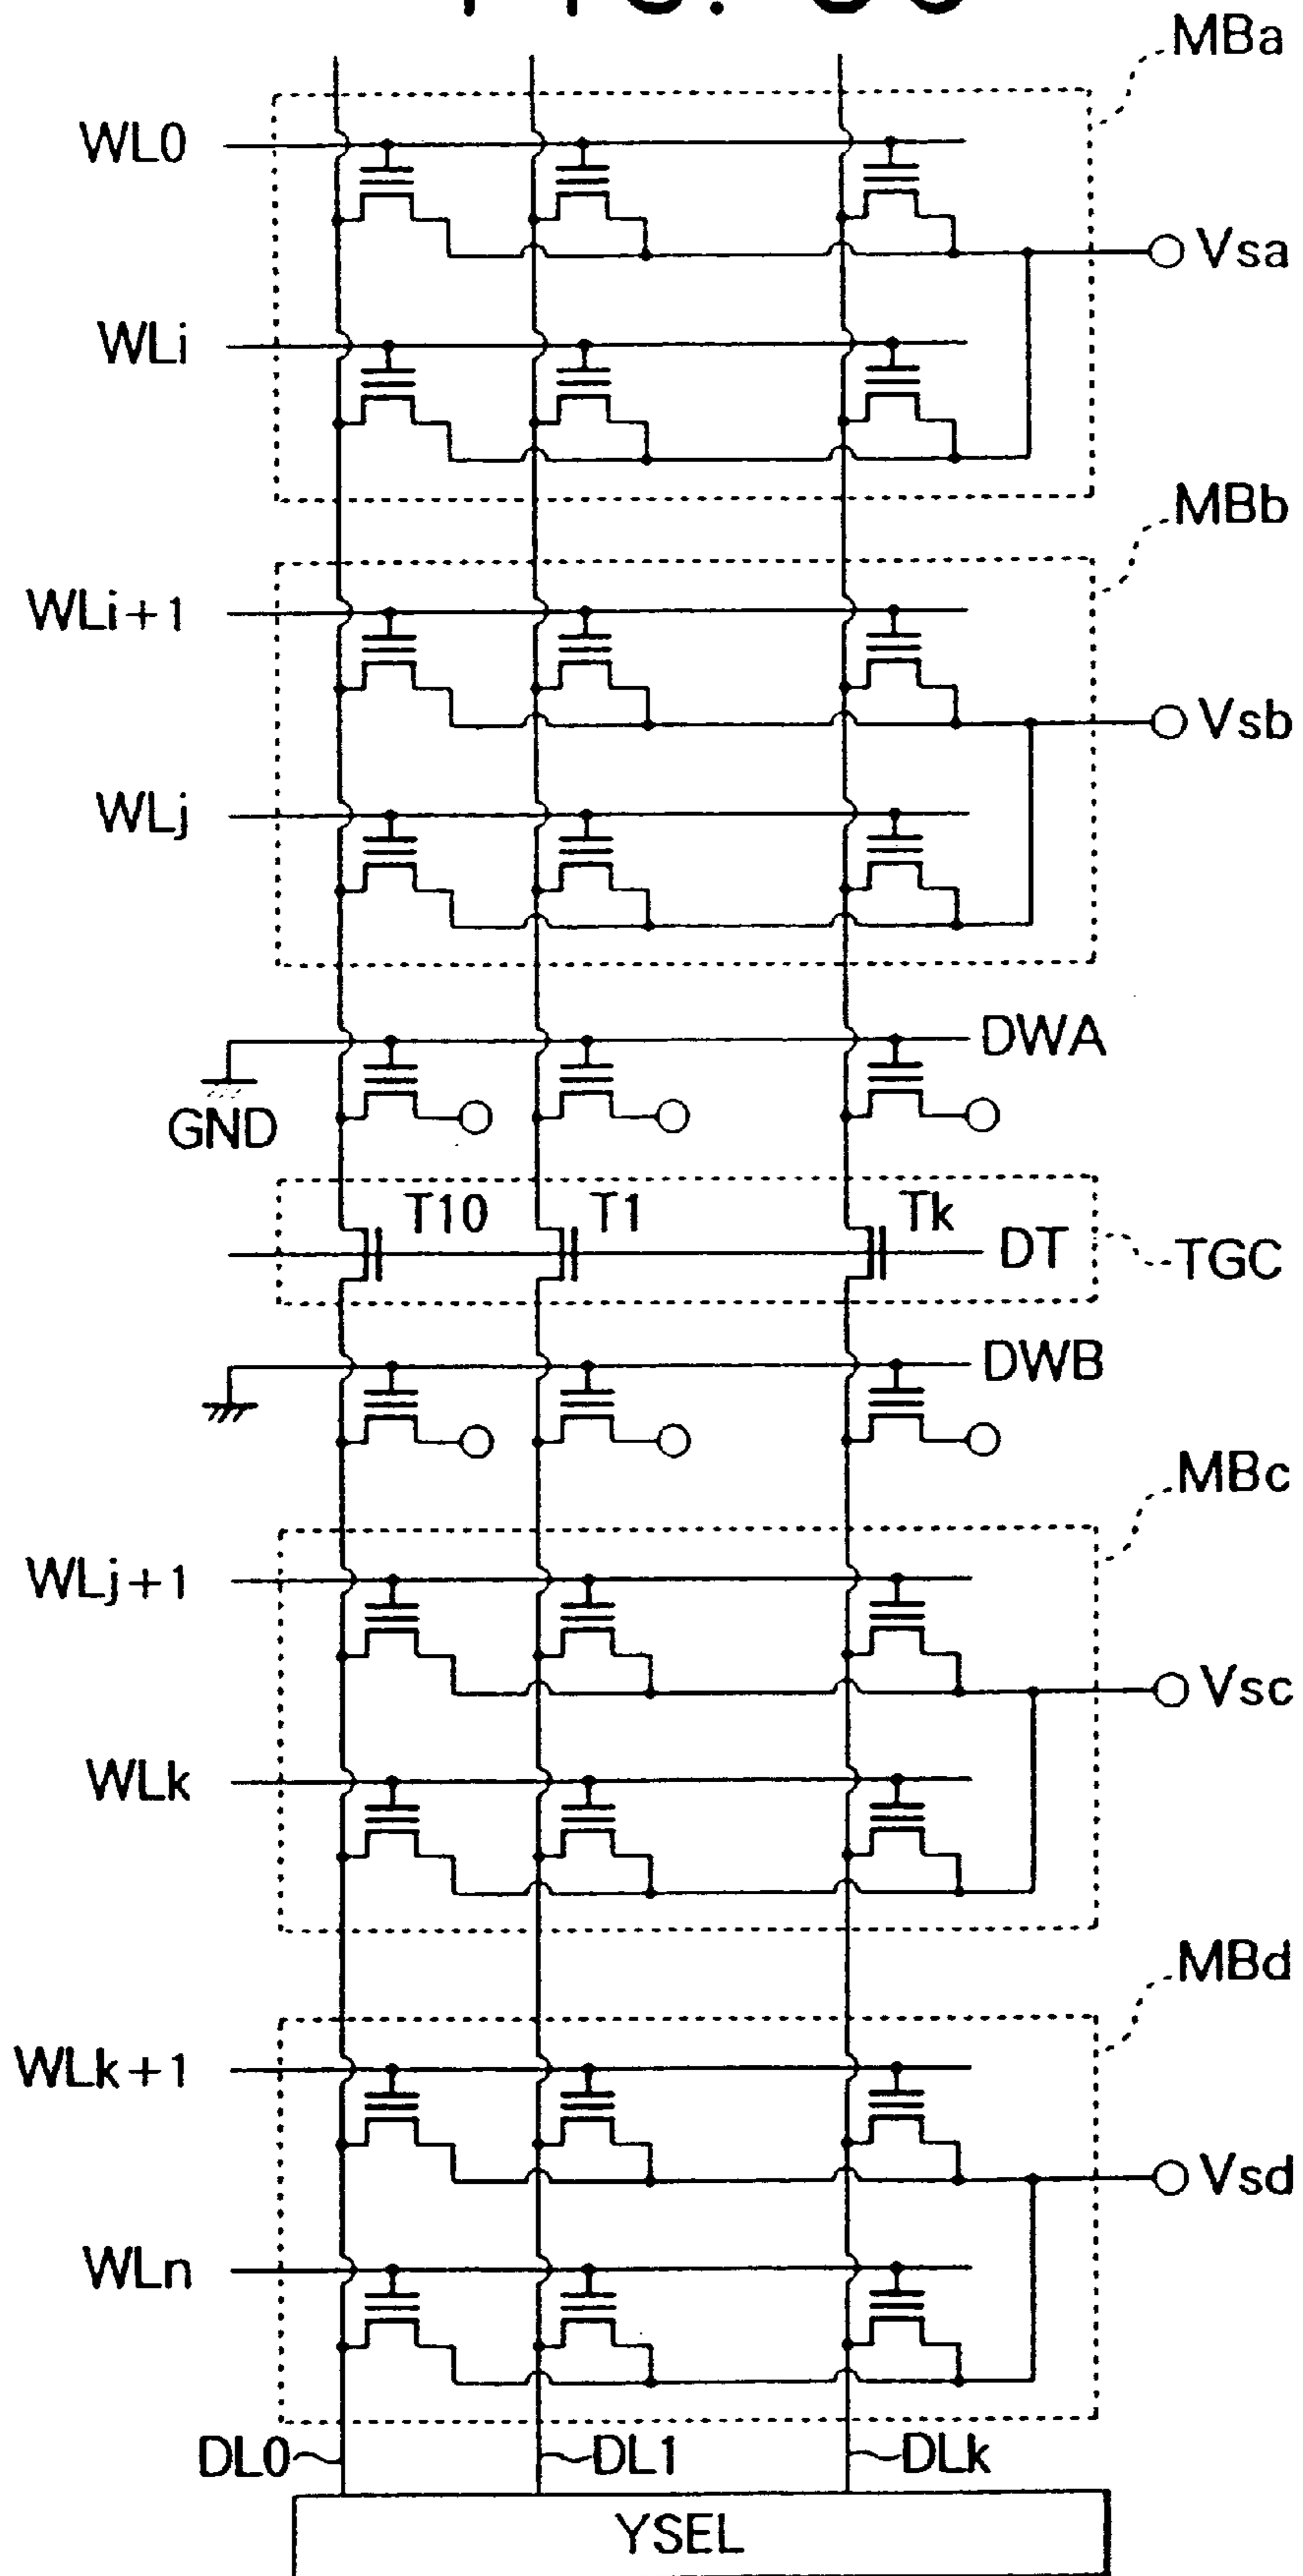 MBa
WL0
Vsa
WLi
MBb
WLi+1
Vsb
WLj
DWA
GND
T10 T1 Tk
DT
TGC
DWB
MBc
WLj+1
Vsc
WLk
MBd
WLk+1
Vsd
WLn
DL0 DL1 DLk
YSEL